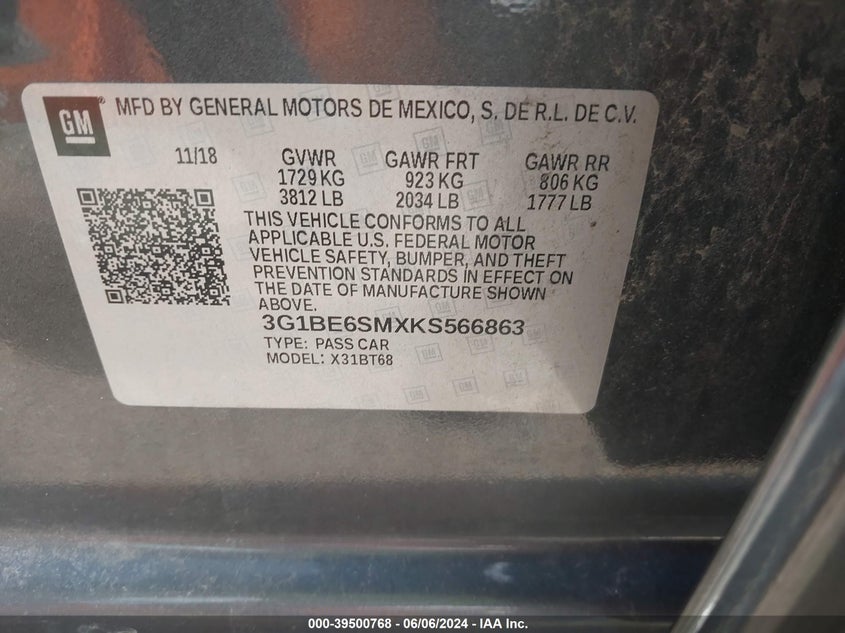 GM
MFD BY GENERAL MOTORS DE MEXICO, S. DE R.L. DE C.V.
11/18 GVWR GAWR FRT GAWR RR
1729 KG 923 KG 806 KG
3812 LB 2034 LB 1777 LB
THIS VEHICLE CONFORMS TO ALL
APPLICABLE U.S. FEDERAL MOTOR
VEHICLE SAFETY, BUMPER, AND THEFT
PREVENTION STANDARDS IN EFFECT ON
THE DATE OF MANUFACTURE SHOWN
ABOVE.
3G1BE6SMXKS566863
TYPE: PASS CAR
MODEL: X31BT68
000-39500768 - 06/06/2024 - IAA Inc.